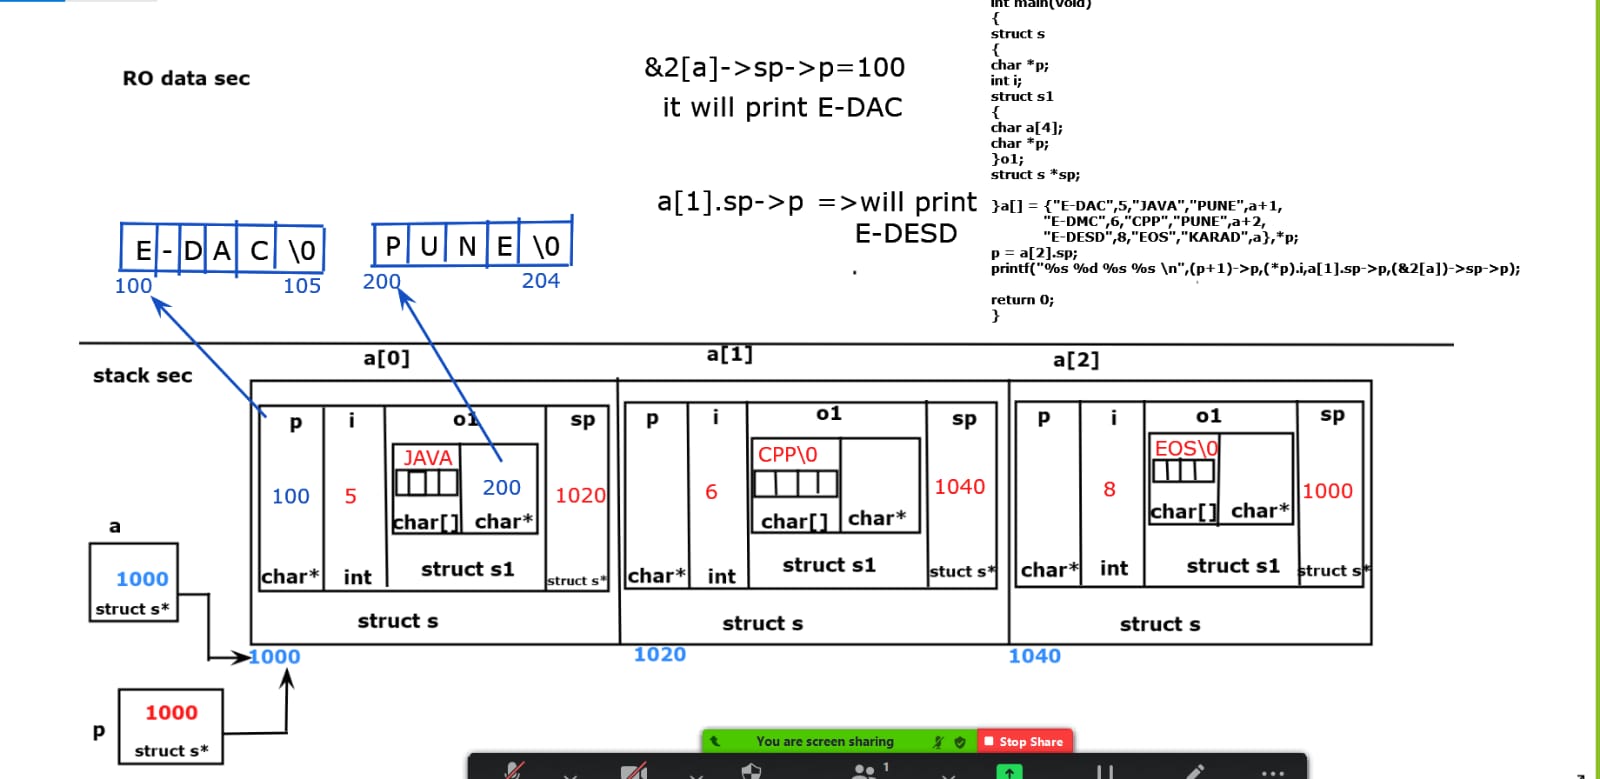 int main(void)
{
struct s
{
char *p;
int i;
struct s1
{
char a[4];
char *p;
}o1;
struct s *sp;
}a[] = {"E-DAC",5,"JAVA","PUNE",a+1,
"E-DMC",6,"CPP","PUNE",a+2,
"E-DESD",8,"EOS","KARAD",a},*p;
p = a[2].sp;
printf("%s %d %s %s \n",(p+1)->p,(*p).i,a[1].sp->p,(&2[a])->sp->p);
return 0;
}
RO data sec
&2[a]->sp->p=100
it will print E-DAC
a[1].sp->p =>will print
E-DESD
E - D A C \0
100 105
P U N E \0
200 204
stack sec
a[0] a[1] a[2]
p i o1 sp p i o1 sp p i o1 sp
JAVA CPP\0 EOS\0
100 5 200 1020 6 1040 8 1000
char[] char* char[] char* char[] char*
char* int struct s1 struct s* char* int struct s1 stuct s* char* int struct s1 struct s*
struct s struct s struct s
1000 1020 1040
a
1000
struct s*
p
1000
struct s*
You are screen sharing Stop Share
1